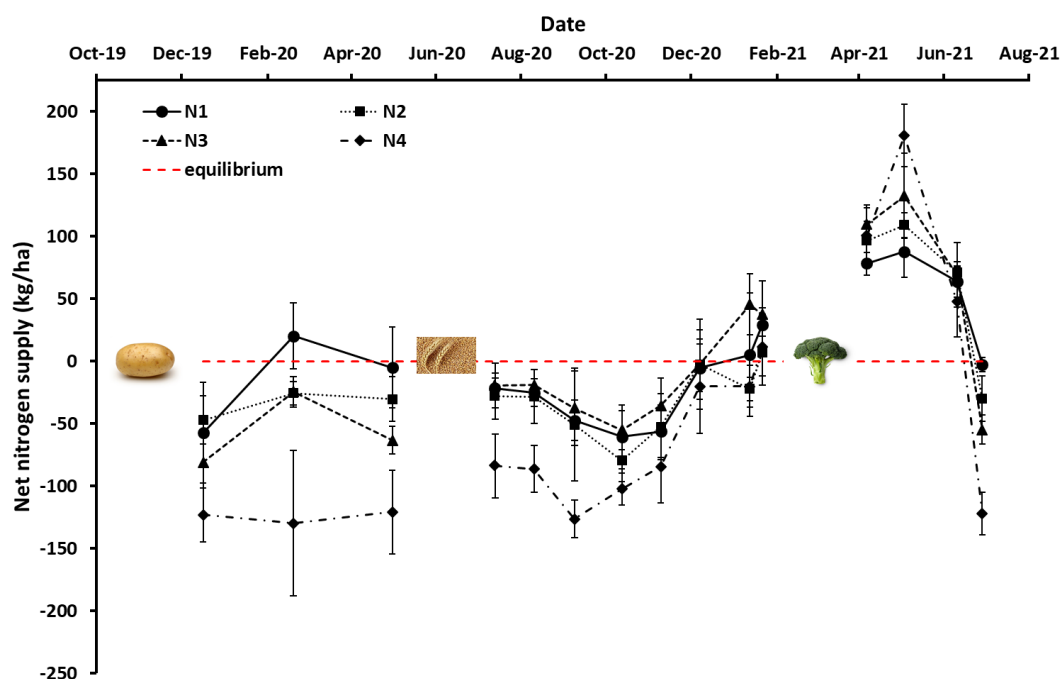 Date
Oct-19 Dec-19 Feb-20 Apr-20 Jun-20 Aug-20 Oct-20 Dec-20 Feb-21 Apr-21 Jun-21 Aug-21
Net nitrogen supply (kg/ha)
200
150
100
50
0
-50
-100
-150
-200
-250
N1 N2
N3 N4
equilibrium